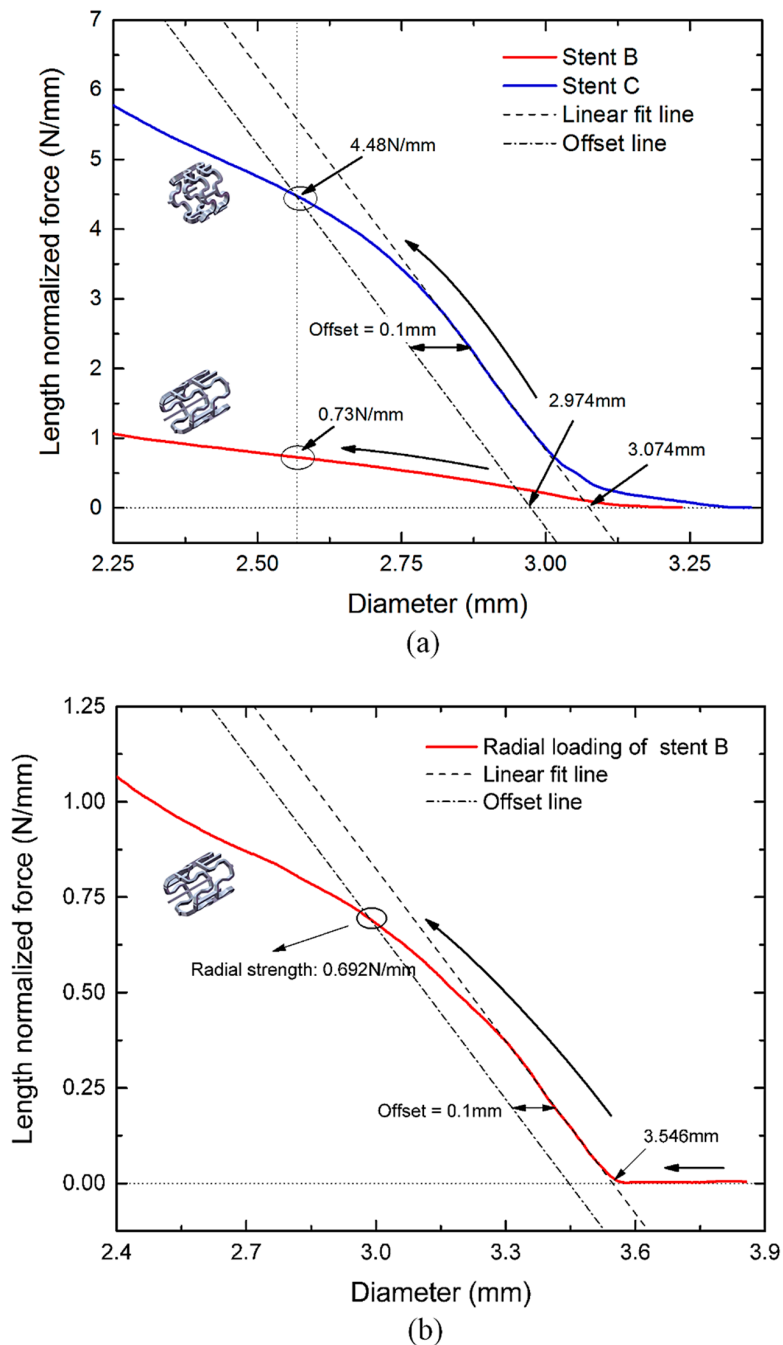 7
6
5
4
3
2
1
0
Length normalized force (N/mm)
Stent B
Stent C
Linear fit line
Offset line
4.48N/mm
Offset = 0.1mm
2.974mm
0.73N/mm
3.074mm
2.25 2.50 2.75 3.00 3.25
Diameter (mm)
(a)
1.25
1.00
0.75
0.50
0.25
0.00
Length normalized force (N/mm)
Radial loading of stent B
Linear fit line
Offset line
Radial strength: 0.692N/mm
Offset = 0.1mm
3.546mm
2.4 2.7 3.0 3.3 3.6 3.9
Diameter (mm)
(b)